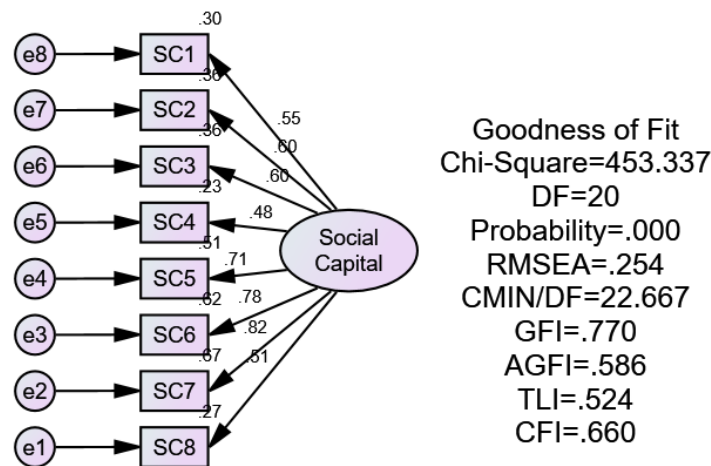 .30
e8 SC1
.36
e7 SC2 .55
.36 .60
e6 SC3 .60
.23
e5 SC4 .48
.51
e4 SC5 .71
.62
e3 SC6 .78
.67 .82
e2 SC7 .51
.27
e1 SC8
Social
Capital
Goodness of Fit
Chi-Square=453.337
DF=20
Probability=.000
RMSEA=.254
CMIN/DF=22.667
GFI=.770
AGFI=.586
TLI=.524
CFI=.660